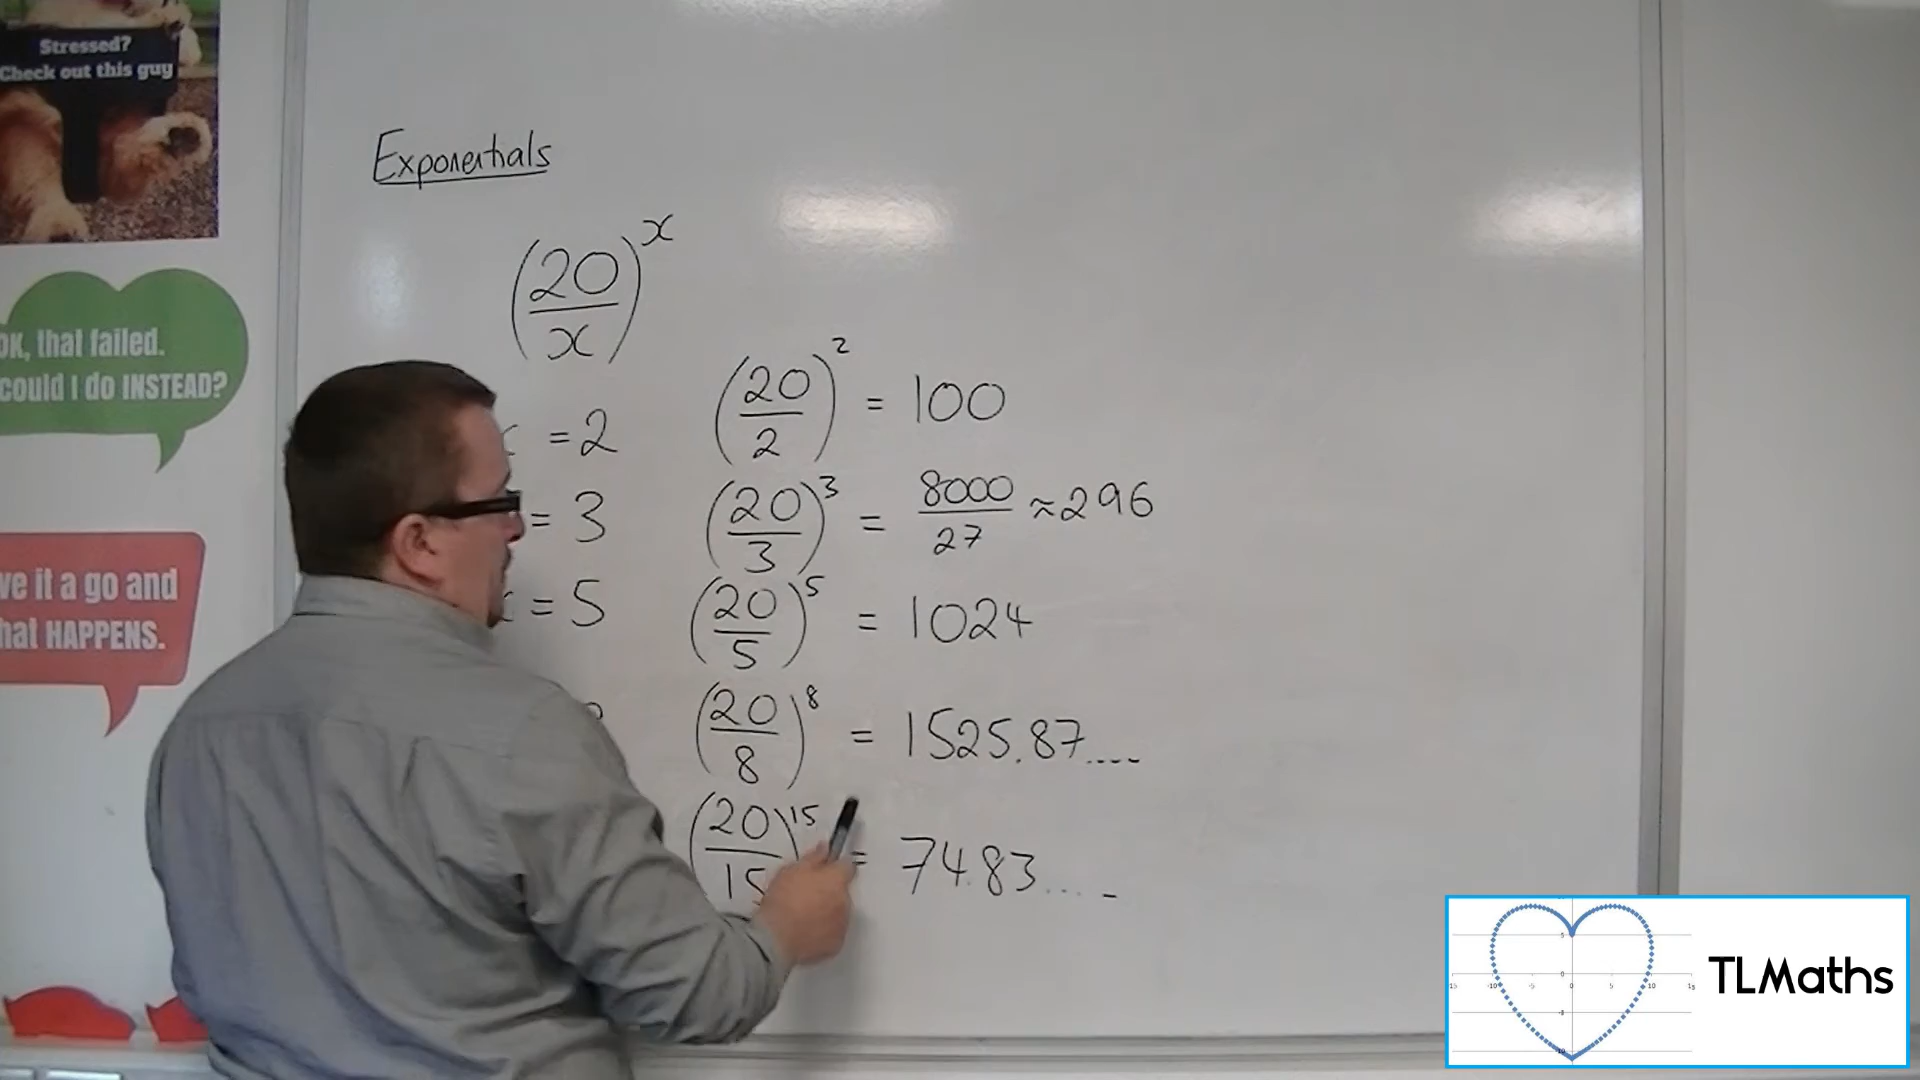 Stressed?
Check out this guy
OK, that failed.
could I do INSTEAD?
ve it a go and
hat HAPPENS.
Exponentials
(20/x)^x
= 2 (20/2)^2 = 100
= 3 (20/3)^3 = 8000/27 ≈ 296
x = 5 (20/5)^5 = 1024
(20/8)^8 = 1525.87....
(20/15)^15 = 74.83....
TLMaths